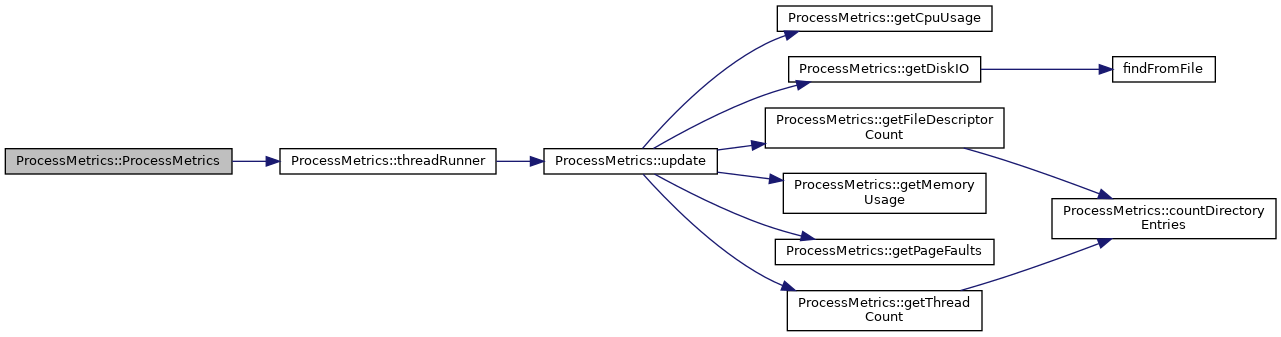 ProcessMetrics::ProcessMetrics
ProcessMetrics::threadRunner
ProcessMetrics::update
ProcessMetrics::getCpuUsage
ProcessMetrics::getDiskIO
findFromFile
ProcessMetrics::getFileDescriptor
Count
ProcessMetrics::getMemory
Usage
ProcessMetrics::getPageFaults
ProcessMetrics::getThread
Count
ProcessMetrics::countDirectory
Entries